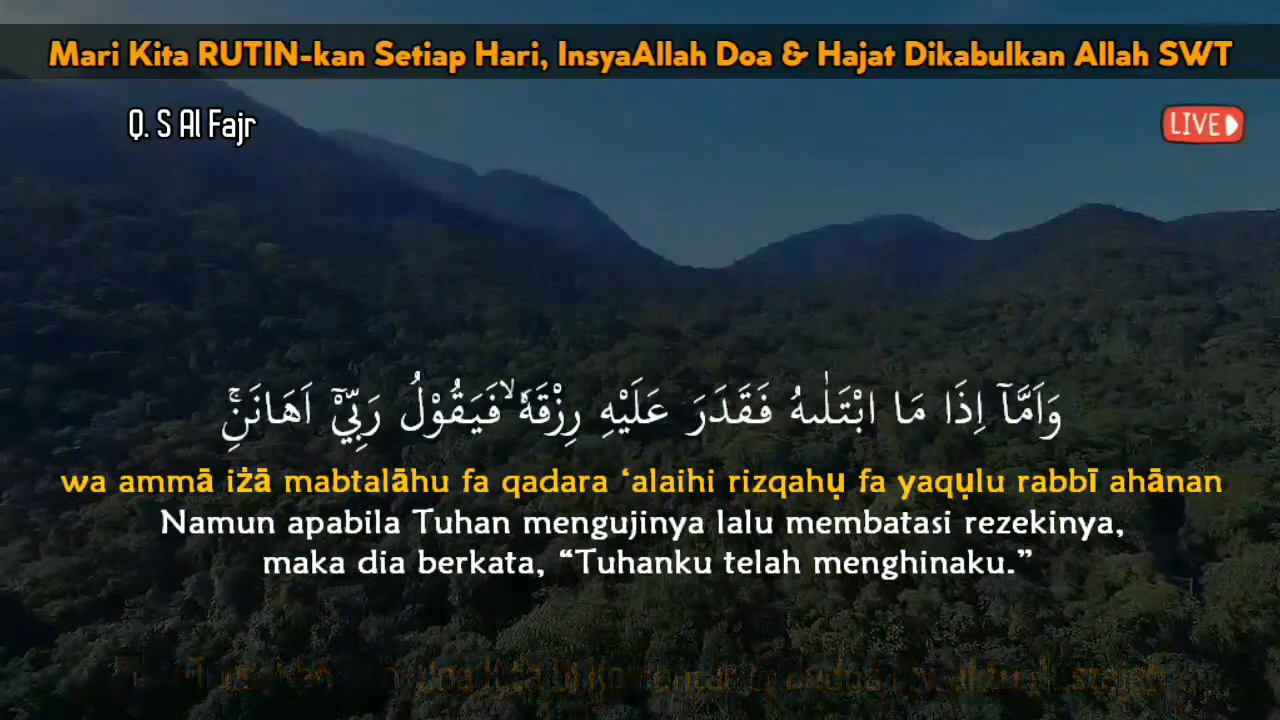 Mari Kita RUTIN-kan Setiap Hari, InsyaAllah Doa & Hajat Dikabulkan Allah SWT
Q. S Al Fajr
LIVE
وَاَمَّآ اِذَا مَا ابْتَلٰىهُ فَقَدَرَ عَلَيْهِ رِزْقَهٗ ەۙ فَيَقُوْلُ رَبِّيْٓ اَهَانَنِۚ
wa ammā iżā mabtalāhu fa qadara ‘alaihi rizqahụ fa yaqụlu rabbī ahānan
Namun apabila Tuhan mengujinya lalu membatasi rezekinya,
maka dia berkata, “Tuhanku telah menghinaku.”